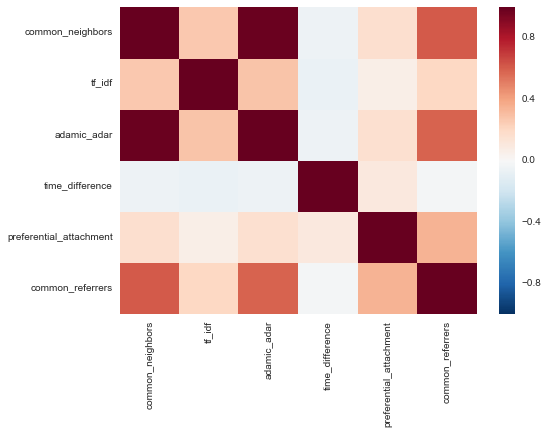 common_neighbors
tf_idf
adamic_adar
time_difference
preferential_attachment
common_referrers
common_neighbors
tf_idf
adamic_adar
time_difference
preferential_attachment
common_referrers
0.8
0.4
0.0
−0.4
−0.8